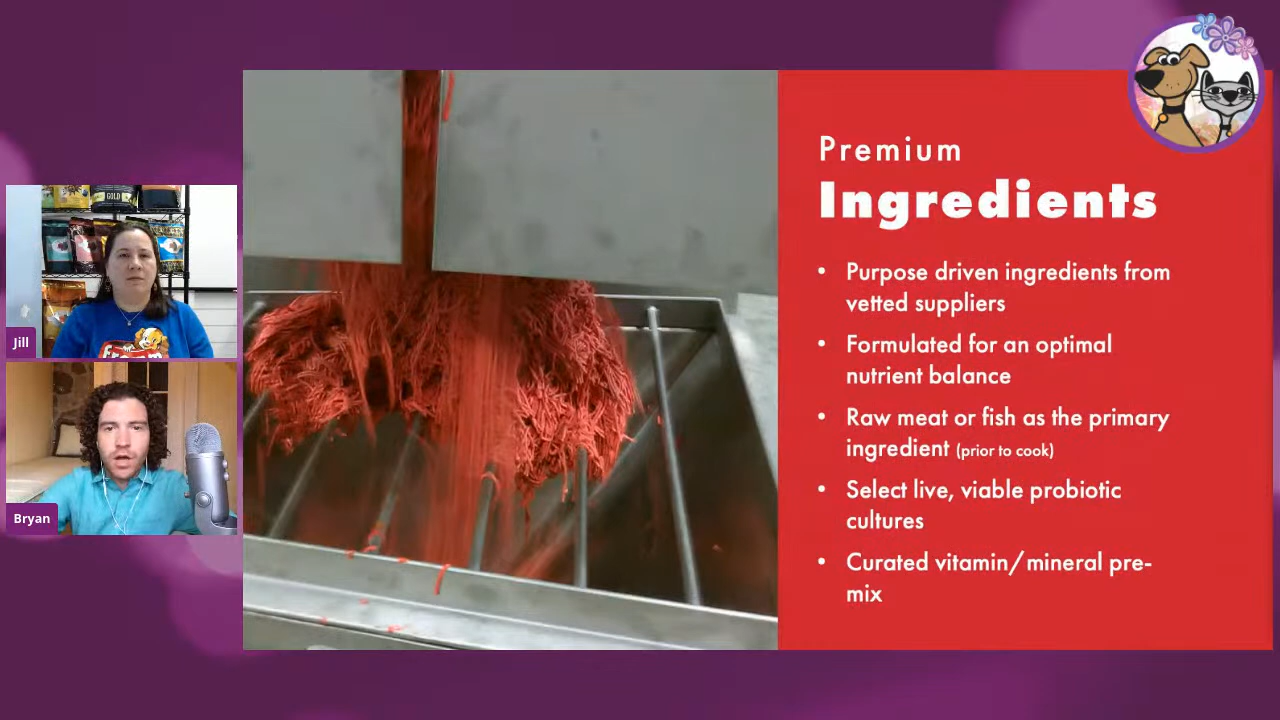 Premium
Ingredients
• Purpose driven ingredients from
vetted suppliers
• Formulated for an optimal
nutrient balance
• Raw meat or fish as the primary
ingredient (prior to cook)
• Select live, viable probiotic
cultures
• Curated vitamin/mineral pre-
mix
GOLD
Jill
Bryan